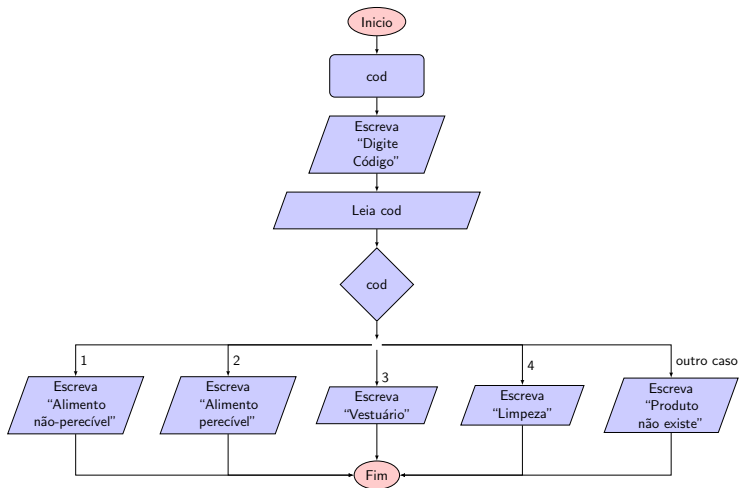 Inicio
cod
Escreva
“Digite
Código”
Leia cod
cod
1
2
3
4
outro caso
Escreva
“Alimento
não-perecível”
Escreva
“Alimento
perecível”
Escreva
“Vestuário”
Escreva
“Limpeza”
Escreva
“Produto
não existe”
Fim